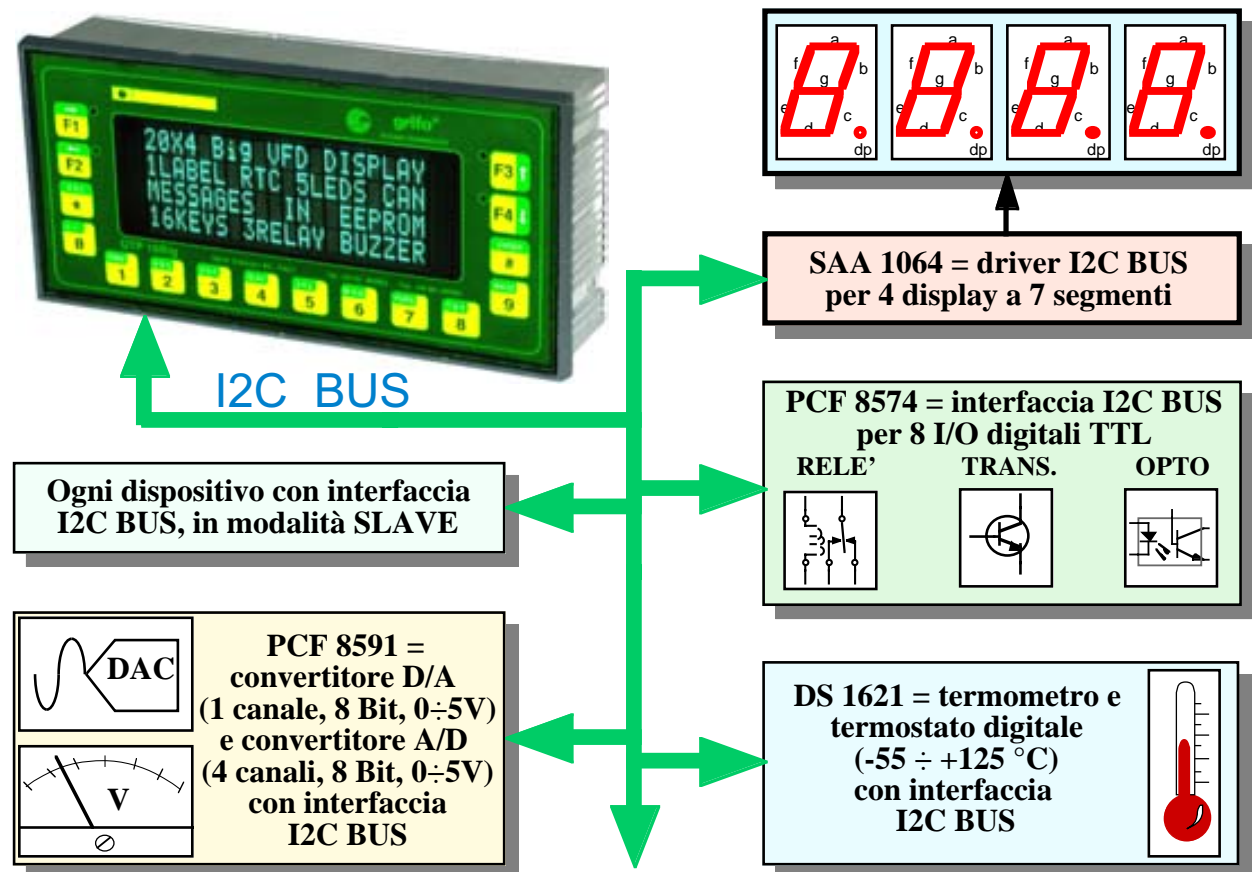 grifo®
F1
F2
*
0
20X4 Big VFD DISPLAY
1LABEL RTC 5LEDS CAN
MESSAGES IN EEPROM
16KEYS 3RELAY BUZZER
F3
F4
#
9
1
2
3
4
5
6
7
8
I2C BUS
a
f
b
g
e
c
d
dp
a
f
b
g
e
c
d
dp
a
f
b
g
e
c
d
dp
a
f
b
g
e
c
d
dp
SAA 1064 = driver I2C BUS
per 4 display a 7 segmenti
PCF 8574 = interfaccia I2C BUS
per 8 I/O digitali TTL
RELE’ TRANS. OPTO
Ogni dispositivo con interfaccia
I2C BUS, in modalità SLAVE
DAC
V
PCF 8591 =
convertitore D/A
(1 canale, 8 Bit, 0÷5V)
e convertitore A/D
(4 canali, 8 Bit, 0÷5V)
con interfaccia
I2C BUS
DS 1621 = termometro e
termostato digitale
(-55 ÷ +125 °C)
con interfaccia
I2C BUS